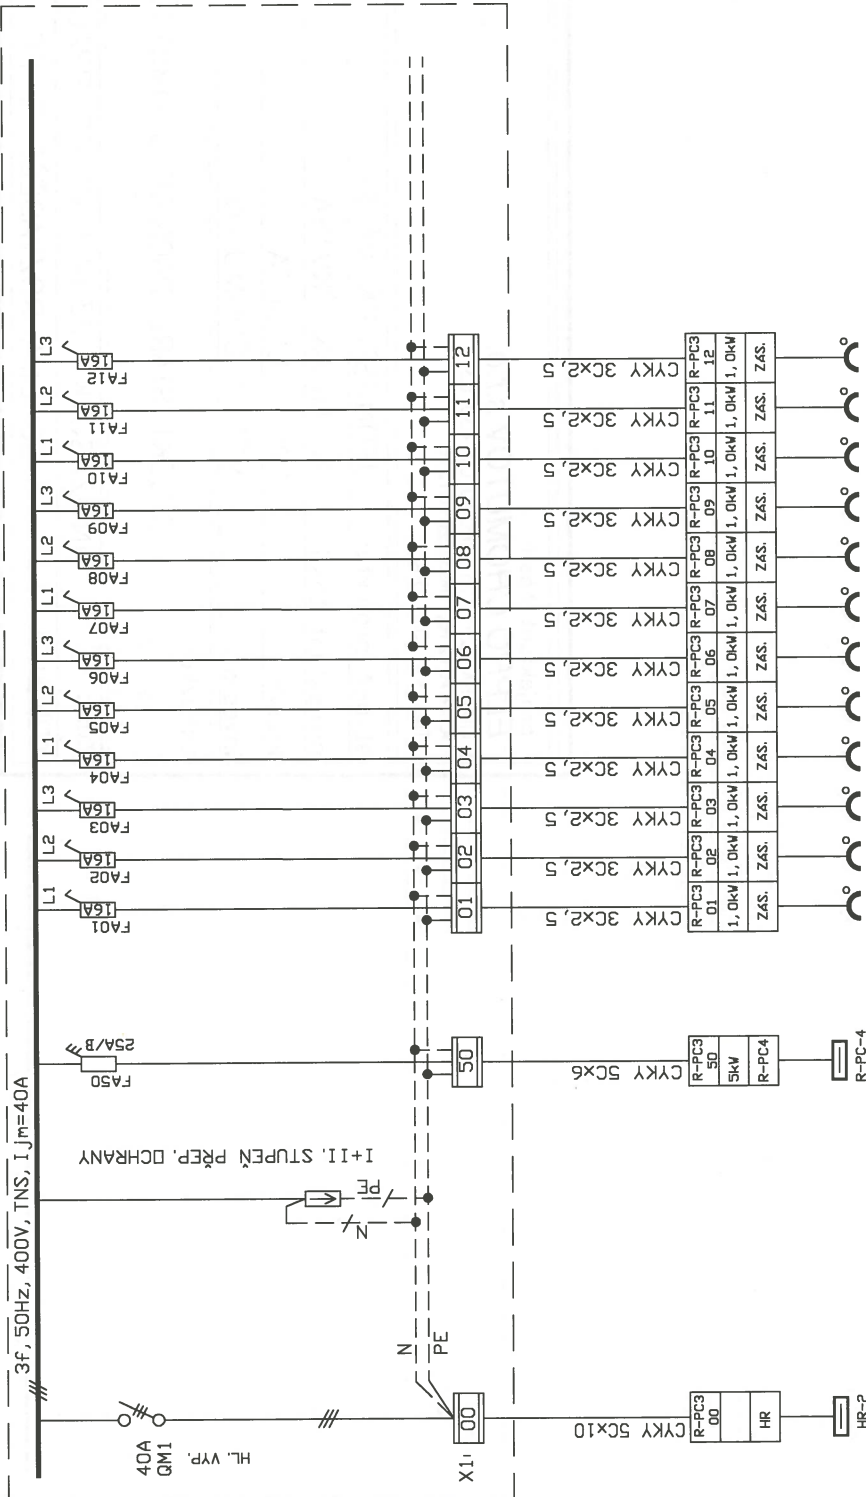 3f, 50Hz, 400V, TNS, Ijm=40A
40A
QM1
HL. VYP.
N
PE
X1:
00
CYKY 5Cx10
R-PC3
00
HR
N
PE
I+II. STUPEŇ PŘEP. OCHRANY
FA50
25A/B
50
CYKY 5Cx6
R-PC3
50
5kW
R-PC4
R-PC-4
L1
16A
FA01
01
CYKY 3Cx2,5
R-PC3
01
1,0kW
ZÁS.
L2
16A
FA02
02
CYKY 3Cx2,5
R-PC3
02
1,0kW
ZÁS.
L3
16A
FA03
03
CYKY 3Cx2,5
R-PC3
03
1,0kW
ZÁS.
L1
16A
FA04
04
CYKY 3Cx2,5
R-PC3
04
1,0kW
ZÁS.
L2
16A
FA05
05
CYKY 3Cx2,5
R-PC3
05
1,0kW
ZÁS.
L3
16A
FA06
06
CYKY 3Cx2,5
R-PC3
06
1,0kW
ZÁS.
L1
16A
FA07
07
CYKY 3Cx2,5
R-PC3
07
1,0kW
ZÁS.
L2
16A
FA08
08
CYKY 3Cx2,5
R-PC3
08
1,0kW
ZÁS.
L3
16A
FA09
09
CYKY 3Cx2,5
R-PC3
09
1,0kW
ZÁS.
L1
16A
FA10
10
CYKY 3Cx2,5
R-PC3
10
1,0kW
ZÁS.
L2
16A
FA11
11
CYKY 3Cx2,5
R-PC3
11
1,0kW
ZÁS.
L3
16A
FA12
12
CYKY 3Cx2,5
R-PC3
12
1,0kW
ZÁS.